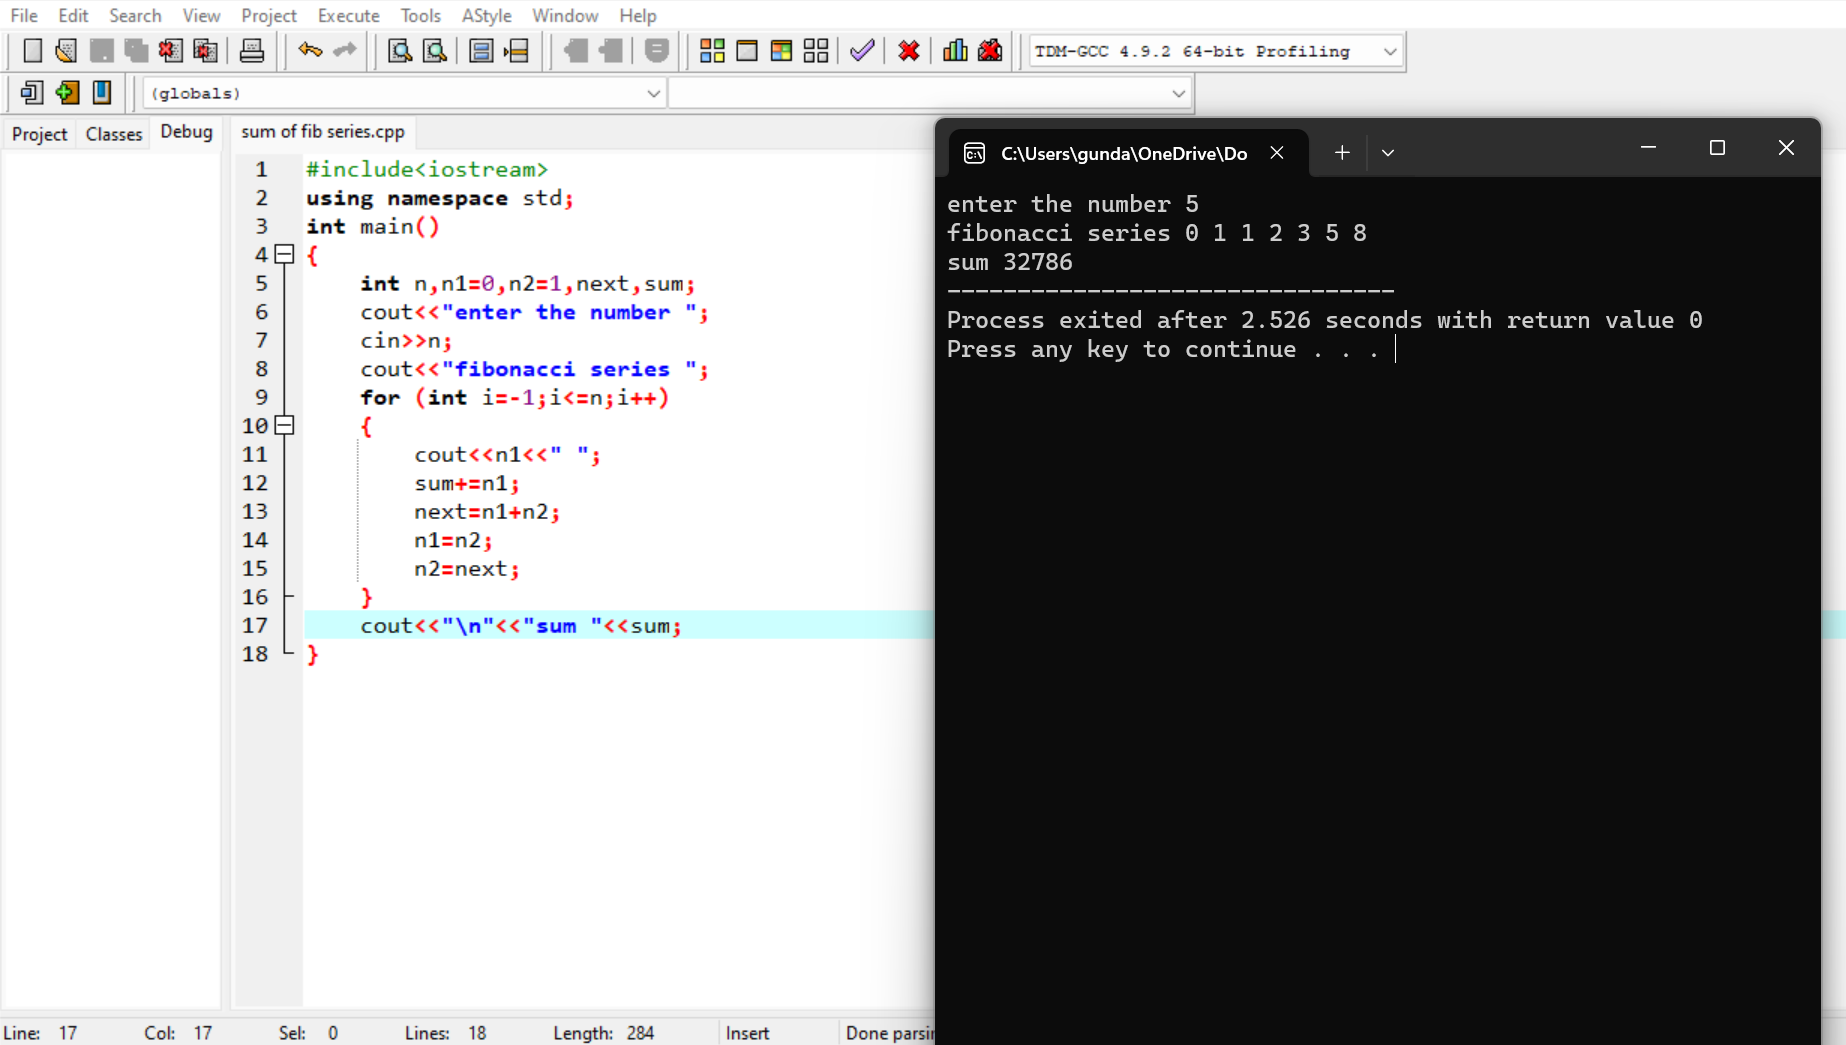 File Edit Search View Project Execute Tools AStyle Window Help
TDM-GCC 4.9.2 64-bit Profiling
(globals)
Project Classes Debug
sum of fib series.cpp
1 #include<iostream>
2 using namespace std;
3 int main()
4 {
5 int n,n1=0,n2=1,next,sum;
6 cout<<"enter the number ";
7 cin>>n;
8 cout<<"fibonacci series ";
9 for (int i=-1;i<=n;i++)
10 {
11 cout<<n1<<" ";
12 sum+=n1;
13 next=n1+n2;
14 n1=n2;
15 n2=next;
16 }
17 cout<<"\n"<<"sum "<<sum;
18 }
C:\Users\gunda\OneDrive\Do
enter the number 5
fibonacci series 0 1 1 2 3 5 8
sum 32786
--------------------------------
Process exited after 2.526 seconds with return value 0
Press any key to continue . . .
Line: 17 Col: 17 Sel: 0 Lines: 18 Length: 284 Insert Done parsin